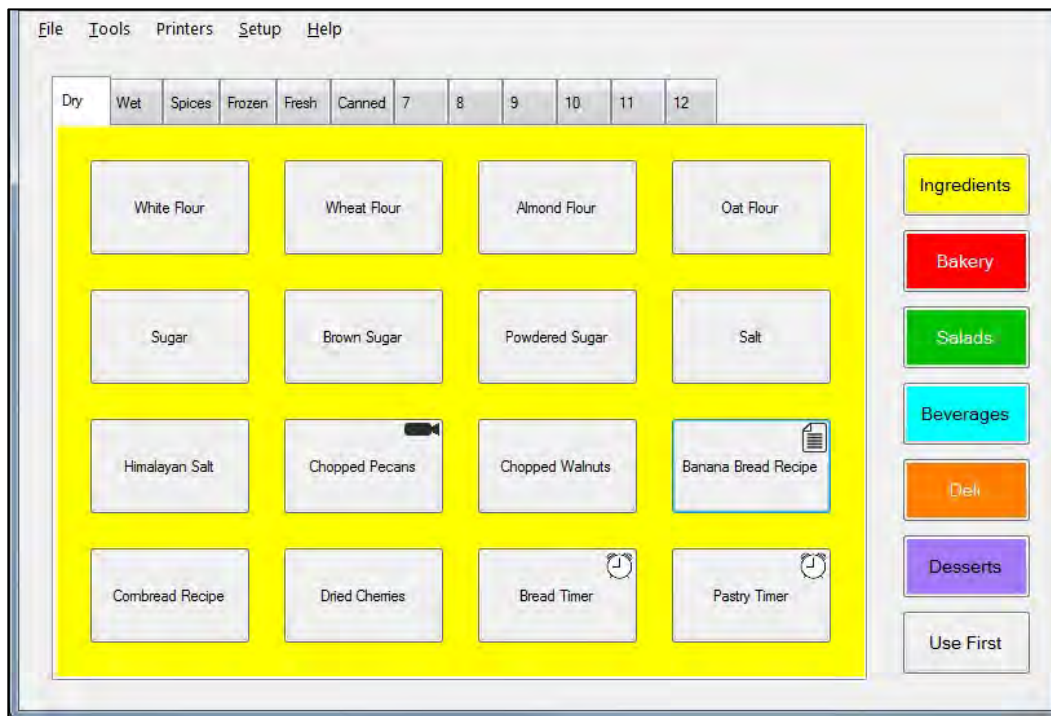 File Tools Printers Setup Help
Dry Wet Spices Frozen Fresh Canned 7 8 9 10 11 12
White Flour Wheat Flour Almond Flour Oat Flour
Ingredients
Bakery
Sugar Brown Sugar Powdered Sugar Salt
Salads
Beverages
Himalayan Salt Chopped Pecans Chopped Walnuts Banana Bread Recipe
Deli
Desserts
Cornbread Recipe Dried Cherries Bread Timer Pastry Timer
Use First